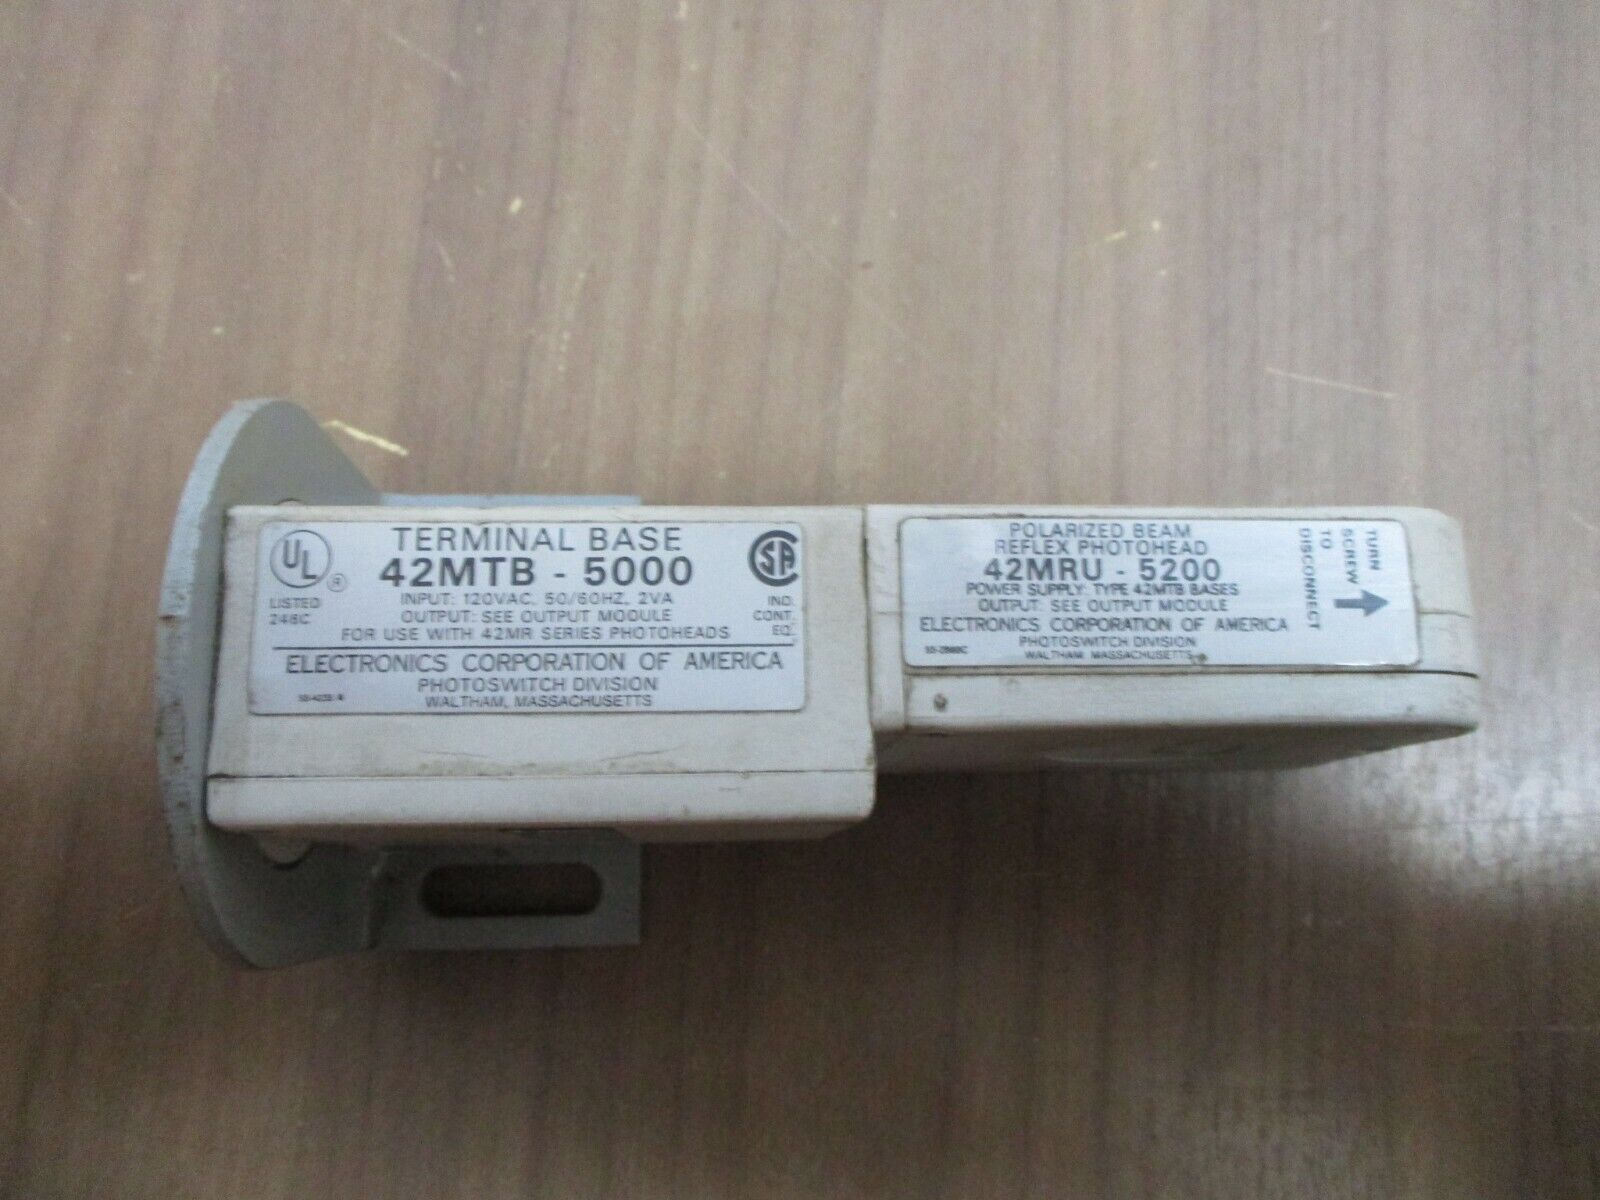 UL
®
LISTED
248C
TERMINAL BASE
42MTB - 5000
INPUT: 120VAC, 50/60HZ, 2VA
OUTPUT: SEE OUTPUT MODULE
FOR USE WITH 42MR SERIES PHOTOHEADS
SA
IND.
CONT.
EQ.
ELECTRONICS CORPORATION OF AMERICA
PHOTOSWITCH DIVISION
WALTHAM, MASSACHUSETTS
POLARIZED BEAM
REFLEX PHOTOHEAD
42MRU - 5200
POWER SUPPLY: TYPE 42MTB BASES
OUTPUT: SEE OUTPUT MODULE
ELECTRONICS CORPORATION OF AMERICA
PHOTOSWITCH DIVISION
WALTHAM, MASSACHUSETTS
TURN
SCREW
TO
DISCONNECT